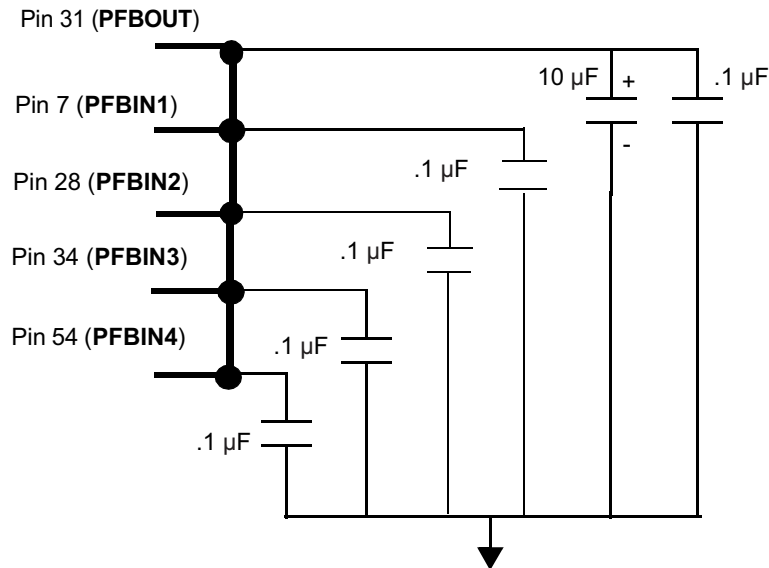 Pin 31 (PFBOUT)
10 µF + .1 µF
Pin 7 (PFBIN1)
-
.1 µF
Pin 28 (PFBIN2)
.1 µF
Pin 34 (PFBIN3)
.1 µF
Pin 54 (PFBIN4)
.1 µF